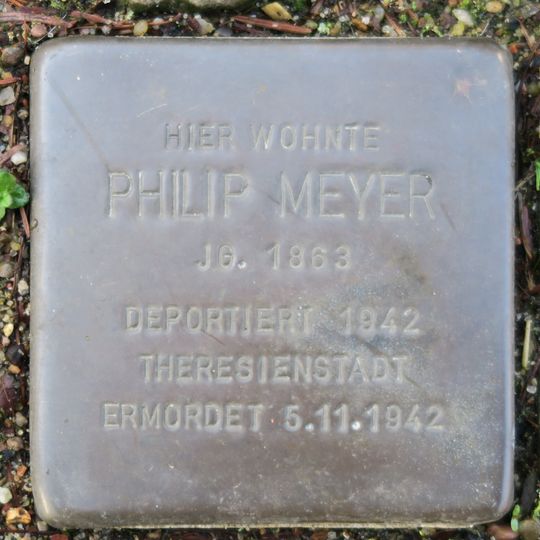 HIER WOHNTE
PHILIP MEYER
JG. 1863
DEPORTIERT 1942
THERESIENSTADT
ERMORDET 5.11.1942